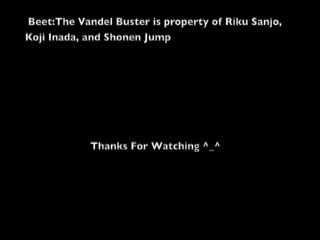 Beet:The Vandel Buster is property of Riku Sanjo,
Koji Inada, and Shonen Jump
Thanks For Watching ^_^